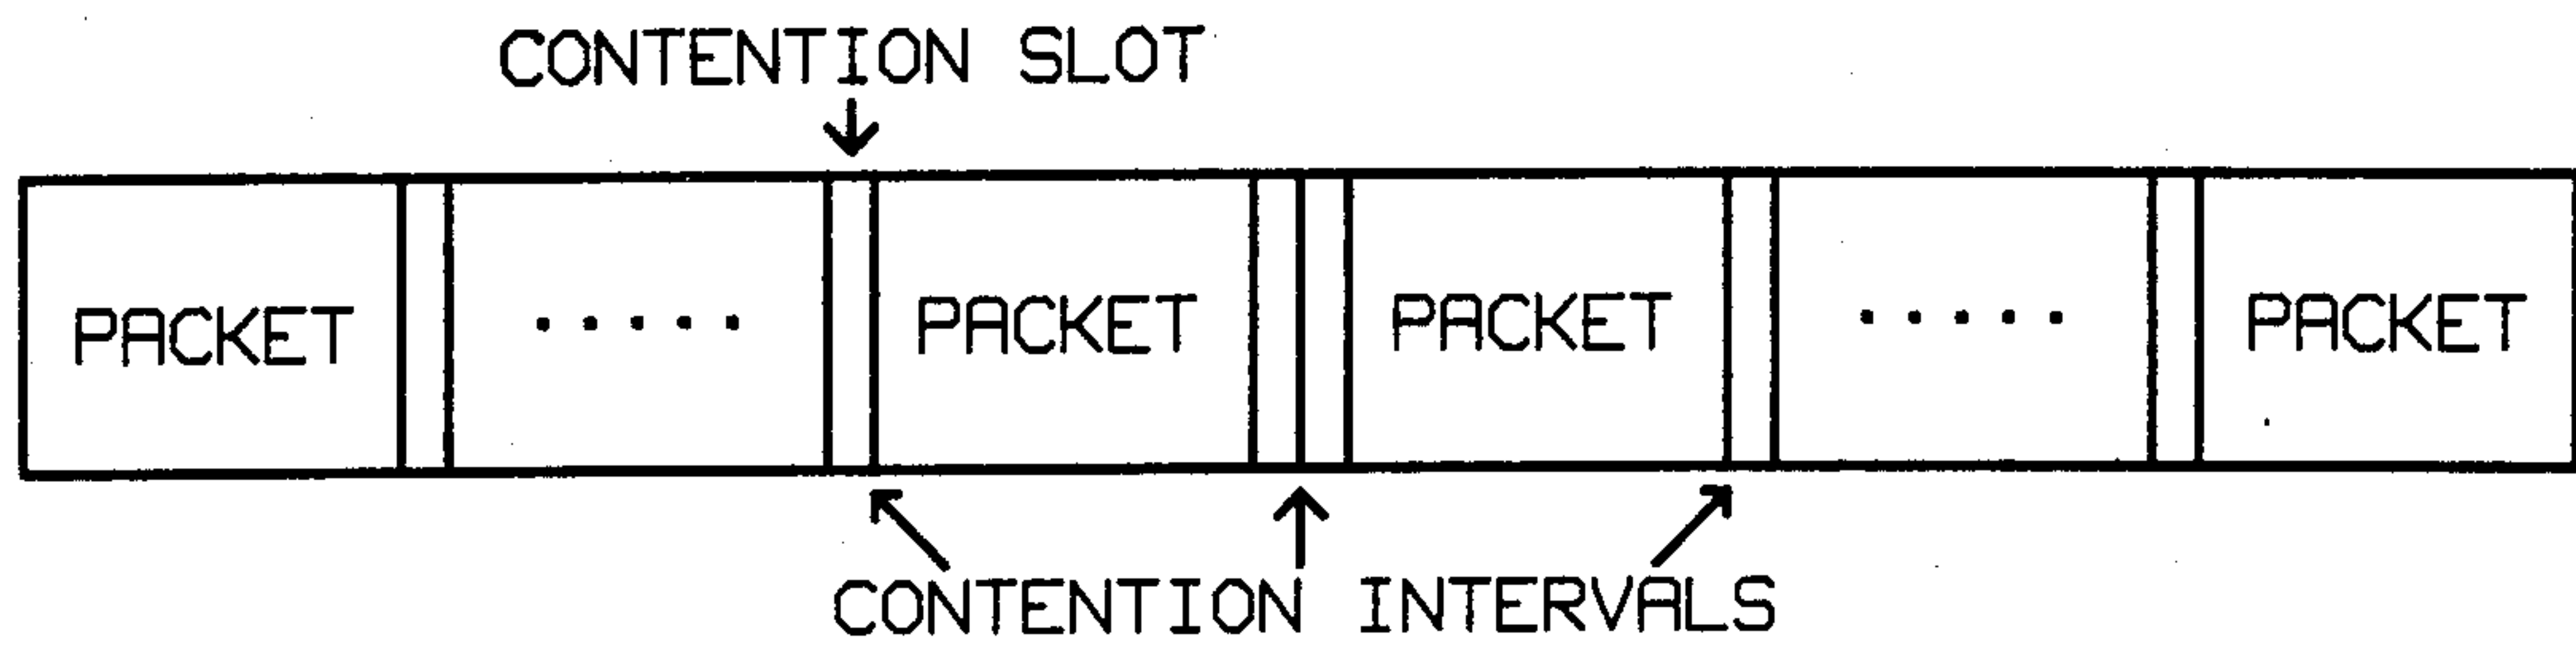 CONTENTION SLOT
PACKET ..... PACKET PACKET ..... PACKET
CONTENTION INTERVALS